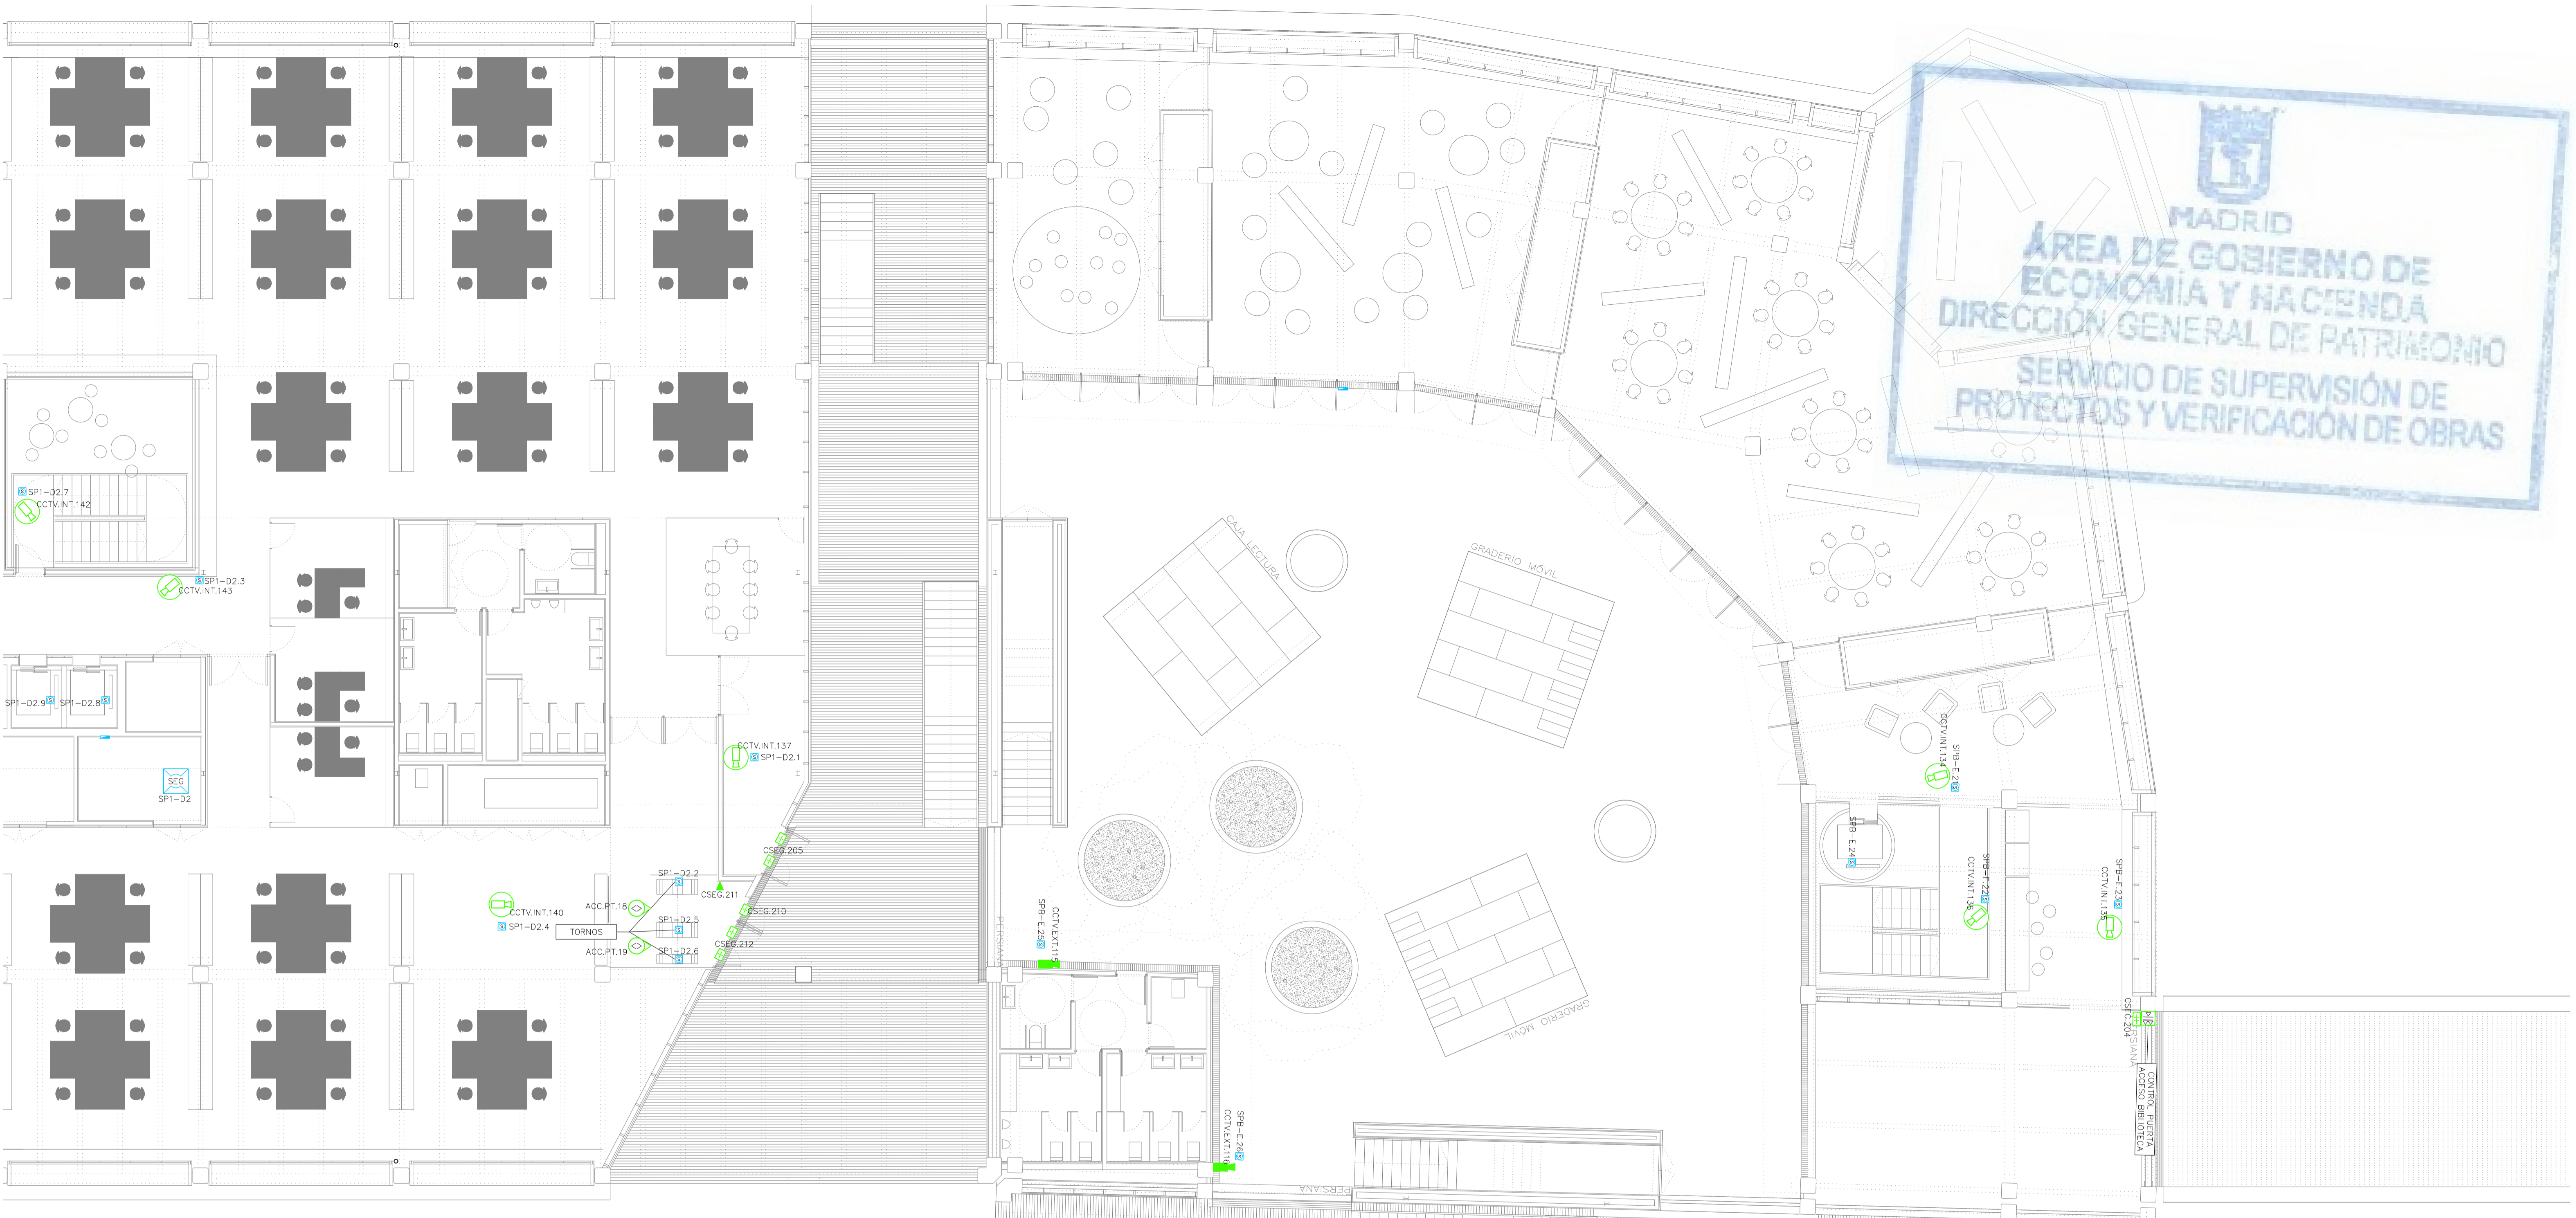 MADRID
ÁREA DE GOBIERNO DE
ECONOMÍA Y HACIENDA
DIRECCIÓN GENERAL DE PATRIMONIO
SERVICIO DE SUPERVISIÓN DE
PROYECTOS Y VERIFICACIÓN DE OBRAS
SP1-D2.7
CCTV.INT.142
SP1-D2.3
CCTV.INT.143
SP1-D2.9
SP1-D2.8
SEG
SP1-D2
CCTV.INT.137
SP1-D2.1
CSEG.205
SP1-D2.2
CSEG.211
ACC.PT.18
CSEG.210
CCTV.INT.140
SP1-D2.4
TORNOS
SP1-D2.5
ACC.PT.19
SP1-D2.6
CSEG.212
CAJA LECTURA
GRADERIO MÓVIL
GRADERIO MÓVIL
PERSIANA
SPB-E.25
CCTV.EXT.115
SPB-E.26
CCTV.EXT.116
PERSIANA
CCTV.INT.134
SPB-E.21
SPB-E.24
SPB-E.22
CCTV.INT.136
SPB-E.23
CCTV.INT.135
CSEG.204
PERSIANA
CONTROL PUERTA
ACCESO BIBLIOTECA